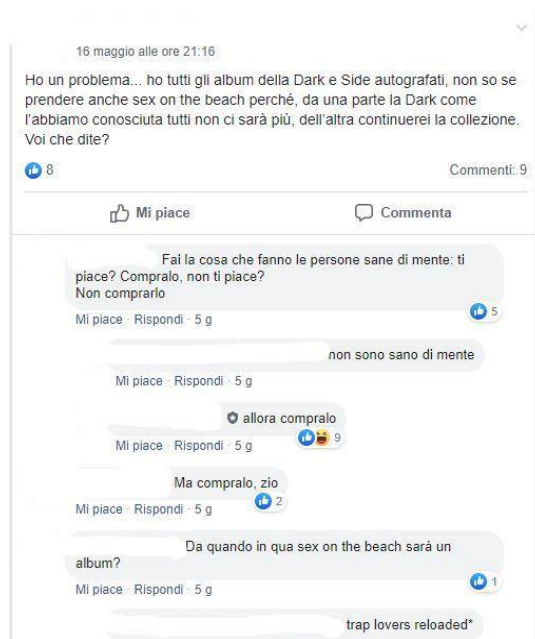 16 maggio alle ore 21:16
Ho un problema... ho tutti gli album della Dark e Side autografati, non so se
prendere anche sex on the beach perché, da una parte la Dark come
l'abbiamo conosciuta tutti non ci sarà più, dell'altra continuerei la collezione.
Voi che dite?
8 Commenti: 9
Mi piace Commenta
Fai la cosa che fanno le persone sane di mente: ti
piace? Compralo, non ti piace?
Non comprarlo
5
Mi piace · Rispondi · 5 g
non sono sano di mente
Mi piace · Rispondi · 5 g
allora compralo
9
Mi piace · Rispondi · 5 g
Ma compralo, zio
2
Mi piace · Rispondi · 5 g
Da quando in qua sex on the beach sarà un
album?
1
Mi piace · Rispondi · 5 g
trap lovers reloaded*